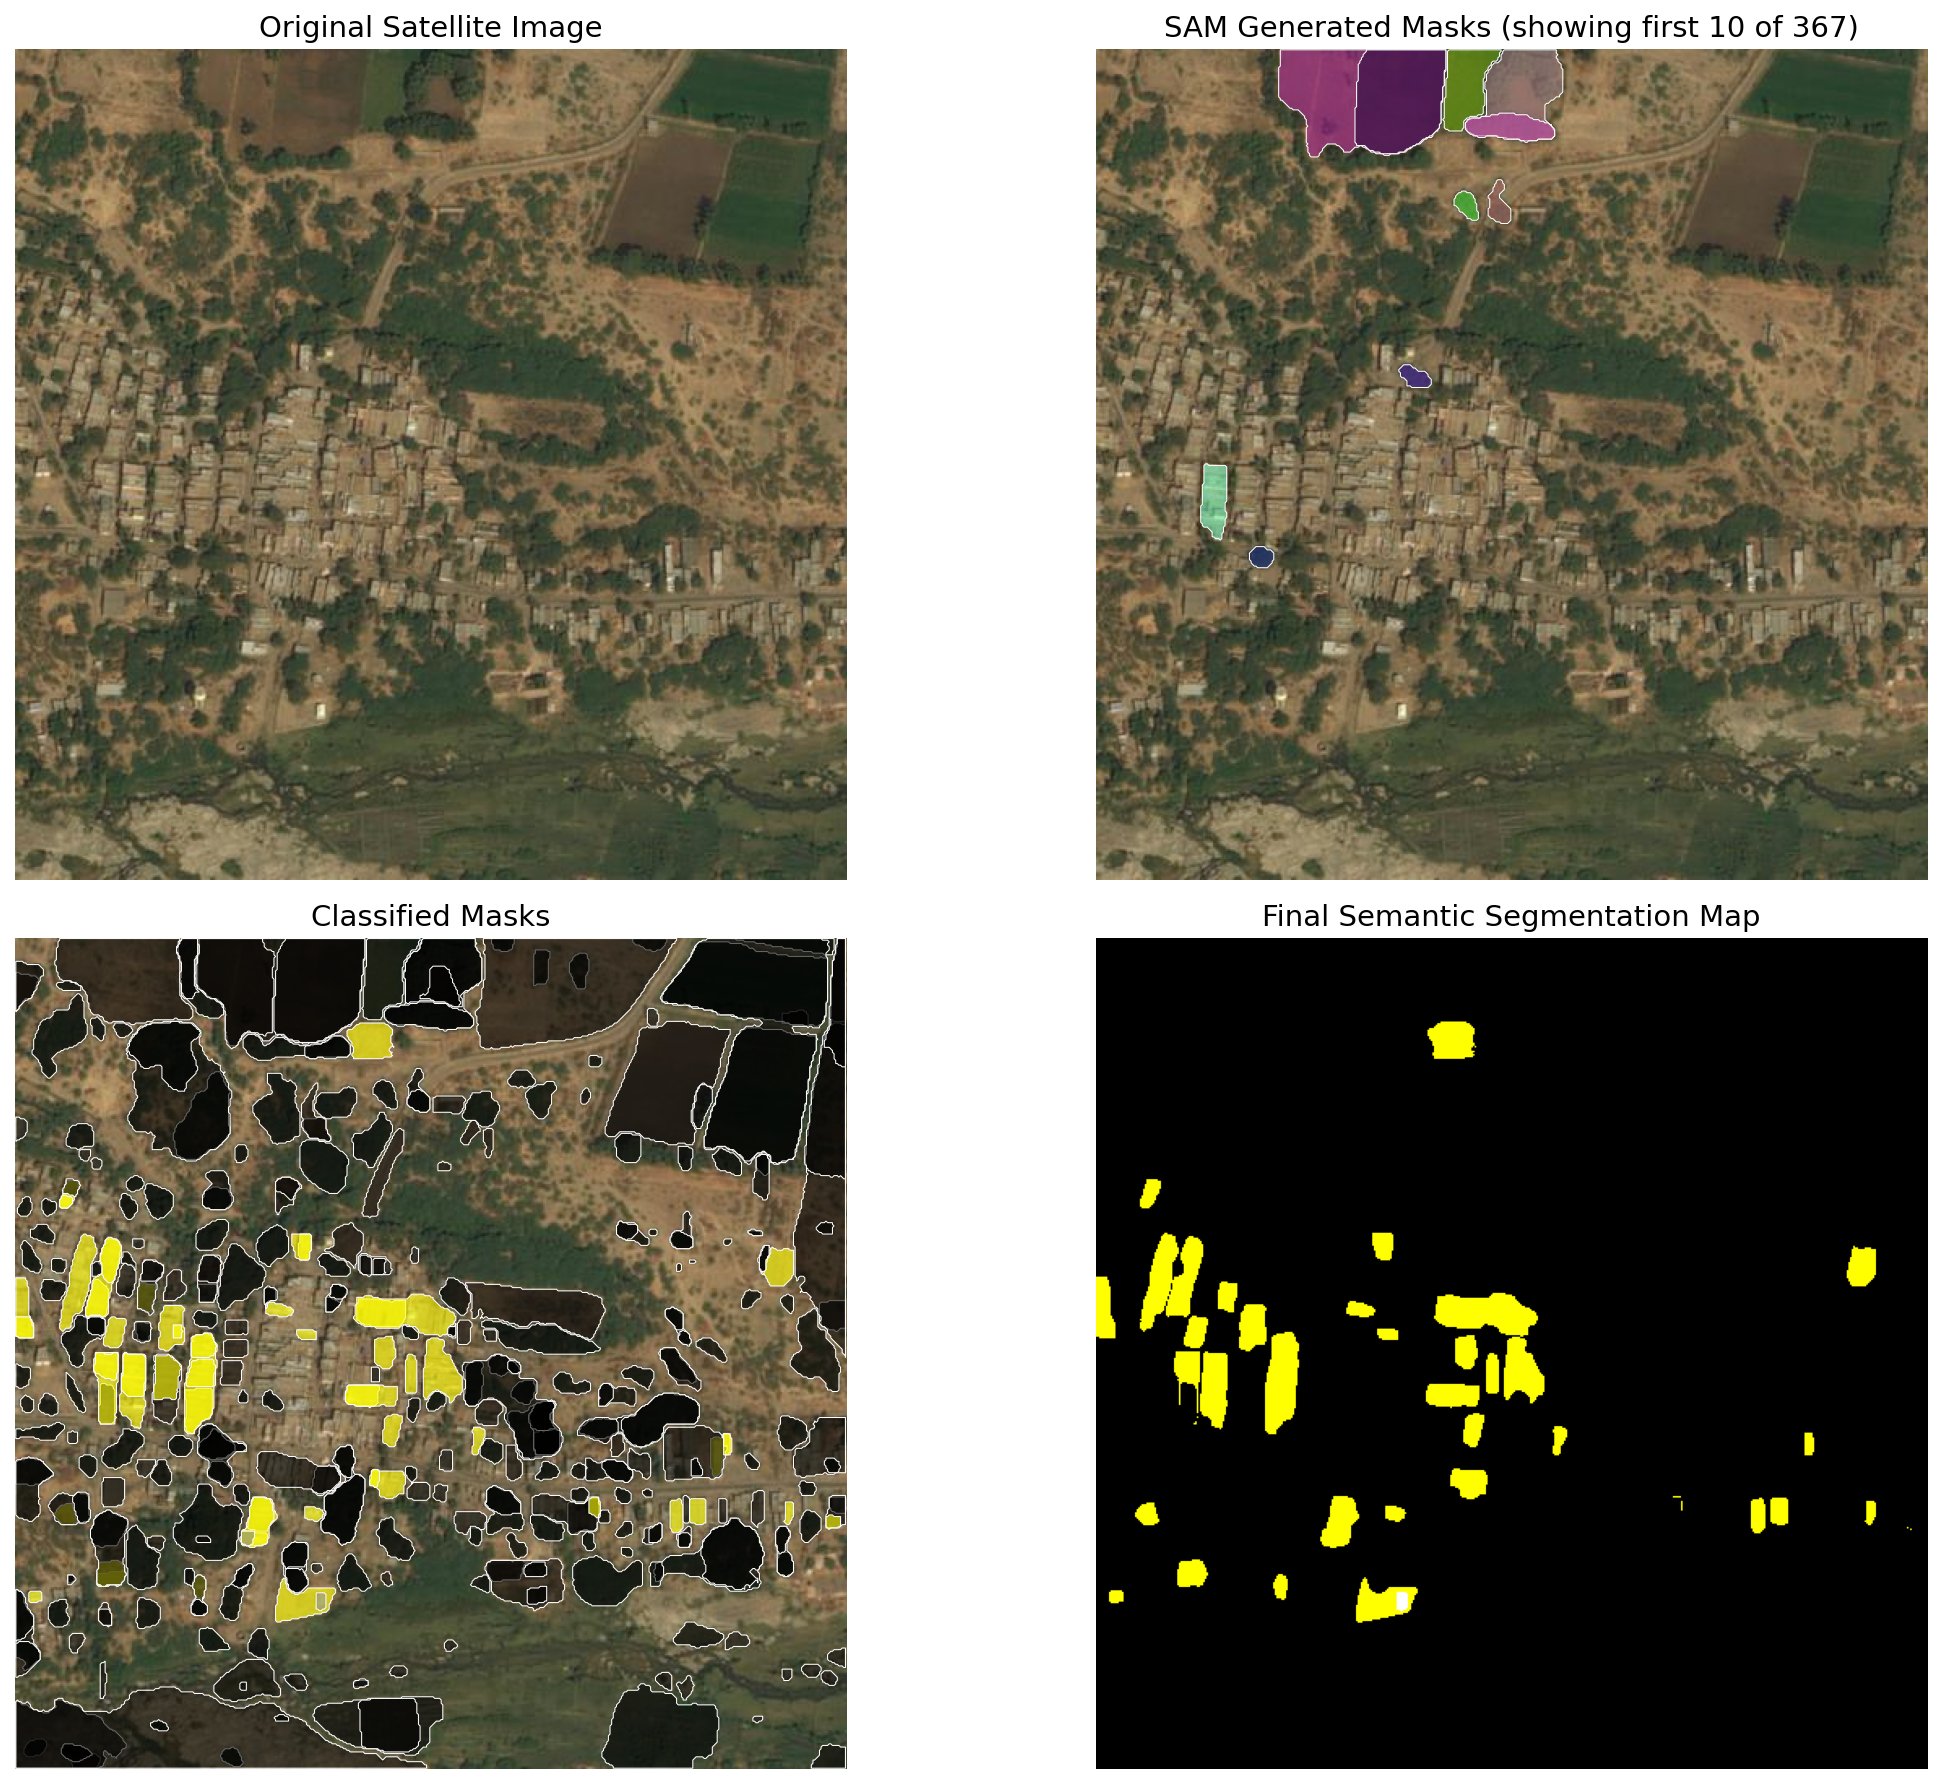 Original Satellite Image
SAM Generated Masks (showing first 10 of 367)
Classified Masks
Final Semantic Segmentation Map